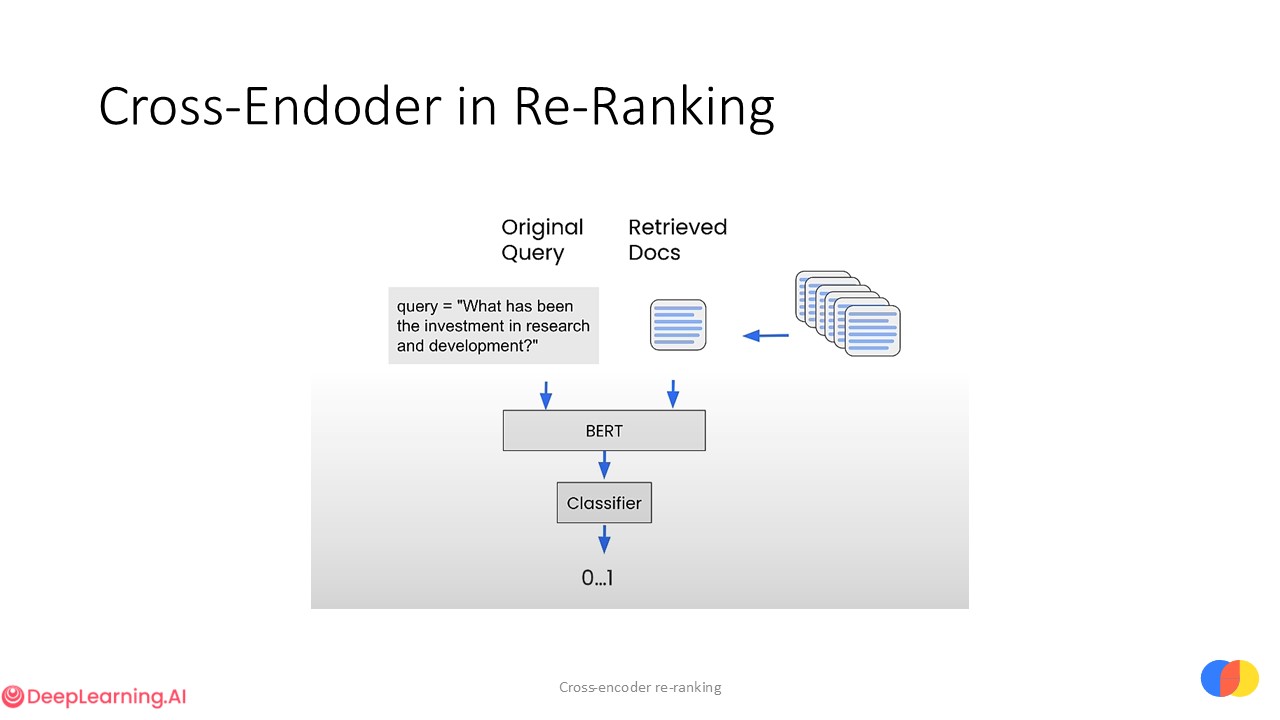 Cross-Endoder in Re-Ranking
Original
Query
Retrieved
Docs
query = "What has been
the investment in research
and development?"
BERT
Classifier
0...1
DeepLearning.AI
Cross-encoder re-ranking